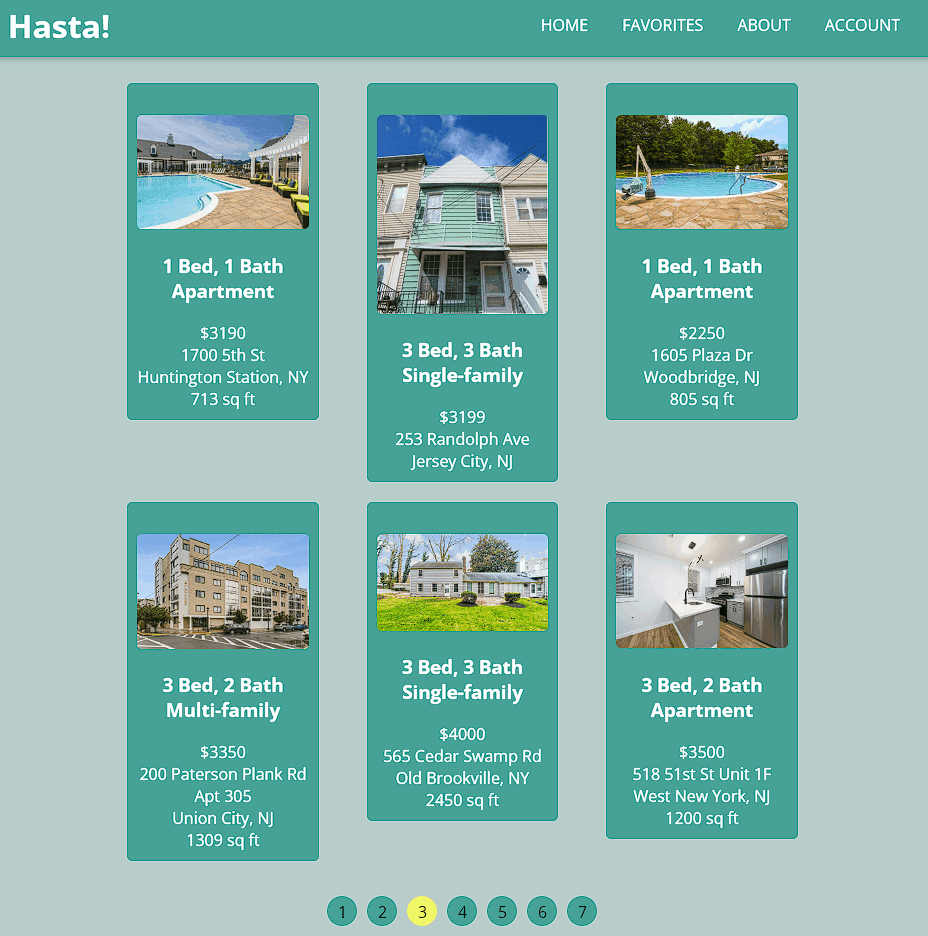 Hasta!
HOME FAVORITES ABOUT ACCOUNT
1 Bed, 1 Bath
Apartment
$3190
1700 5th St
Huntington Station, NY
713 sq ft
3 Bed, 3 Bath
Single-family
$3199
253 Randolph Ave
Jersey City, NJ
1 Bed, 1 Bath
Apartment
$2250
1605 Plaza Dr
Woodbridge, NJ
805 sq ft
3 Bed, 2 Bath
Multi-family
$3350
200 Paterson Plank Rd
Apt 305
Union City, NJ
1309 sq ft
3 Bed, 3 Bath
Single-family
$4000
565 Cedar Swamp Rd
Old Brookville, NY
2450 sq ft
3 Bed, 2 Bath
Apartment
$3500
518 51st St Unit 1F
West New York, NJ
1200 sq ft
1 2 3 4 5 6 7